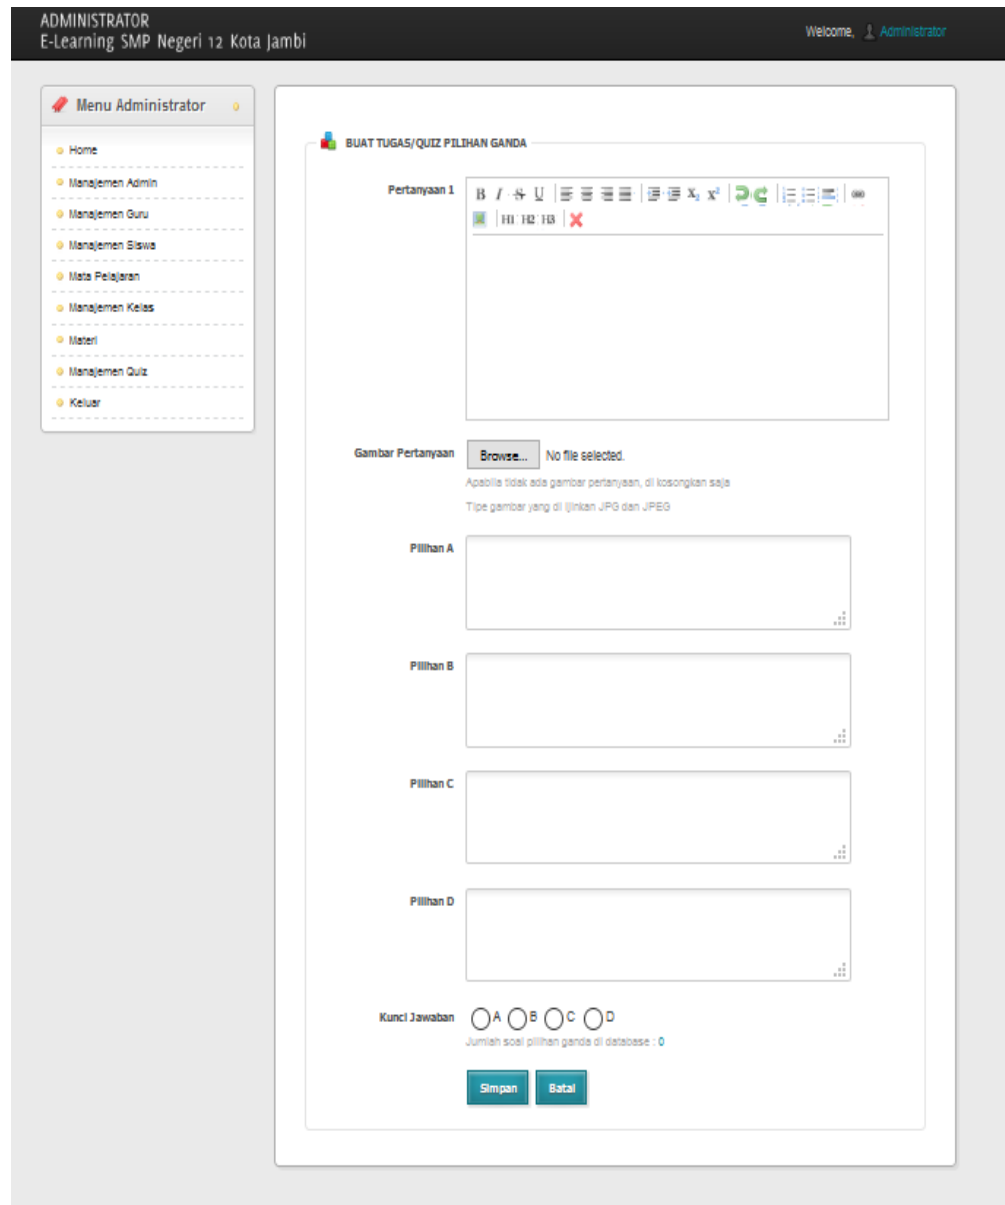 ADMINISTRATOR
E-Learning SMP Negeri 12 Kota Jambi
Welcome, Administrator
Menu Administrator
Home
Manajemen Admin
Manajemen Guru
Manajemen Siswa
Mata Pelajaran
Manajemen Kelas
Materi
Manajemen Quiz
Keluar
BUAT TUGAS/QUIZ PILIHAN GANDA
Pertanyaan 1
B I S U X₂ X²
H1 H2 H3
Gambar Pertanyaan Browse... No file selected.
Apabila tidak ada gambar pertanyaan, di kosongkan saja
Tipe gambar yang di ijinkan JPG dan JPEG
Pilihan A
Pilihan B
Pilihan C
Pilihan D
Kunci Jawaban A B C D
Jumlah soal pilihan ganda di database : 0
Simpan Batal